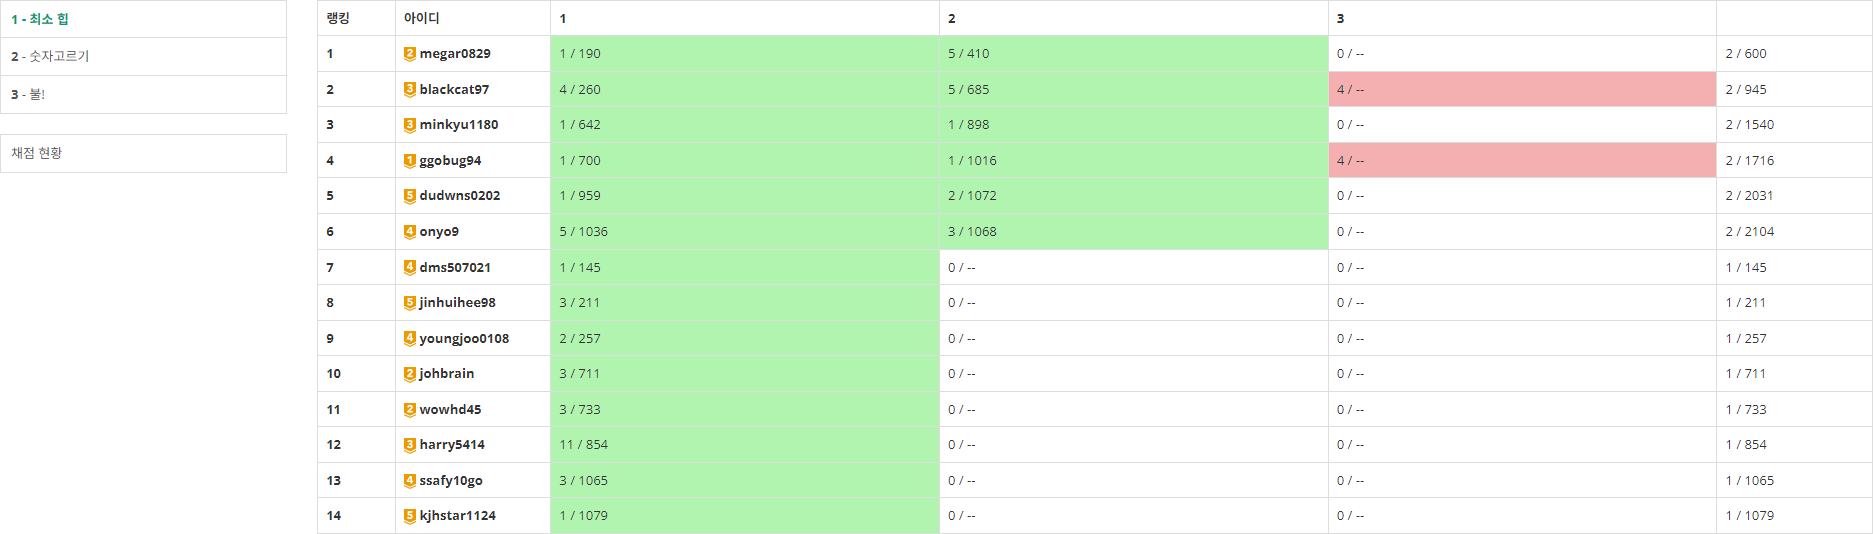 1 - 최소 힙
2 - 숫자고르기
3 - 불!
채점 현황
랭킹 아이디 1 2 3
1 2 megar0829 1 / 190 5 / 410 0 / -- 2 / 600
2 3 blackcat97 4 / 260 5 / 685 4 / -- 2 / 945
3 3 minkyu1180 1 / 642 1 / 898 0 / -- 2 / 1540
4 1 ggobug94 1 / 700 1 / 1016 4 / -- 2 / 1716
5 5 dudwns0202 1 / 959 2 / 1072 0 / -- 2 / 2031
6 4 onyo9 5 / 1036 3 / 1068 0 / -- 2 / 2104
7 4 dms507021 1 / 145 0 / -- 0 / -- 1 / 145
8 5 jinhuihee98 3 / 211 0 / -- 0 / -- 1 / 211
9 4 youngjoo0108 2 / 257 0 / -- 0 / -- 1 / 257
10 2 johbrain 3 / 711 0 / -- 0 / -- 1 / 711
11 2 wowhd45 3 / 733 0 / -- 0 / -- 1 / 733
12 3 harry5414 11 / 854 0 / -- 0 / -- 1 / 854
13 4 ssafy10go 3 / 1065 0 / -- 0 / -- 1 / 1065
14 5 kjhstar1124 1 / 1079 0 / -- 0 / -- 1 / 1079